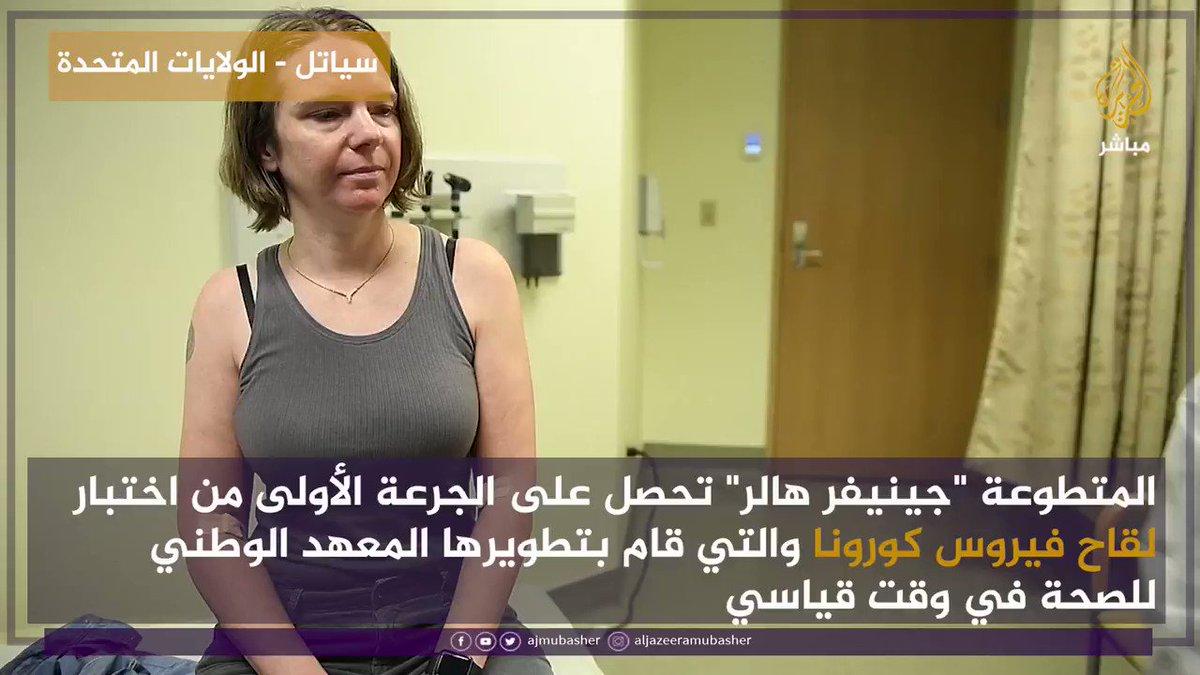 سياتل - الولايات المتحدة
مباشر
المتطوعة "جينيفر هالر" تحصل على الجرعة الأولى من اختبار
لقاح فيروس كورونا والتي قام بتطويرها المعهد الوطني
للصحة في وقت قياسي
ajmubasher aljazeeramubasher